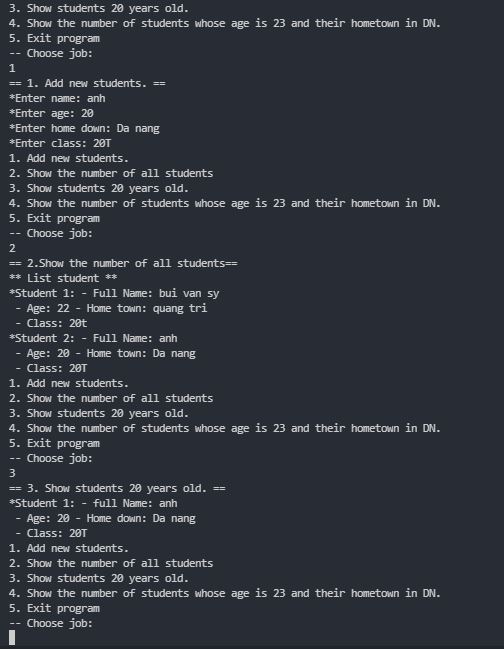 3. Show students 20 years old.
4. Show the number of students whose age is 23 and their hometown in DN.
5. Exit program
-- Choose job:
1
== 1. Add new students. ==
*Enter name: anh
*Enter age: 20
*Enter home down: Da nang
*Enter class: 20T
1. Add new students.
2. Show the number of all students
3. Show students 20 years old.
4. Show the number of students whose age is 23 and their hometown in DN.
5. Exit program
-- Choose job:
2
== 2.Show the number of all students==
** List student **
*Student 1: - Full Name: bui van sy
- Age: 22 - Home town: quang tri
- Class: 20t
*Student 2: - Full Name: anh
- Age: 20 - Home town: Da nang
- Class: 20T
1. Add new students.
2. Show the number of all students
3. Show students 20 years old.
4. Show the number of students whose age is 23 and their hometown in DN.
5. Exit program
-- Choose job:
3
== 3. Show students 20 years old. ==
*Student 1: - full Name: anh
- Age: 20 - Home down: Da nang
- Class: 20T
1. Add new students.
2. Show the number of all students
3. Show students 20 years old.
4. Show the number of students whose age is 23 and their hometown in DN.
5. Exit program
-- Choose job: